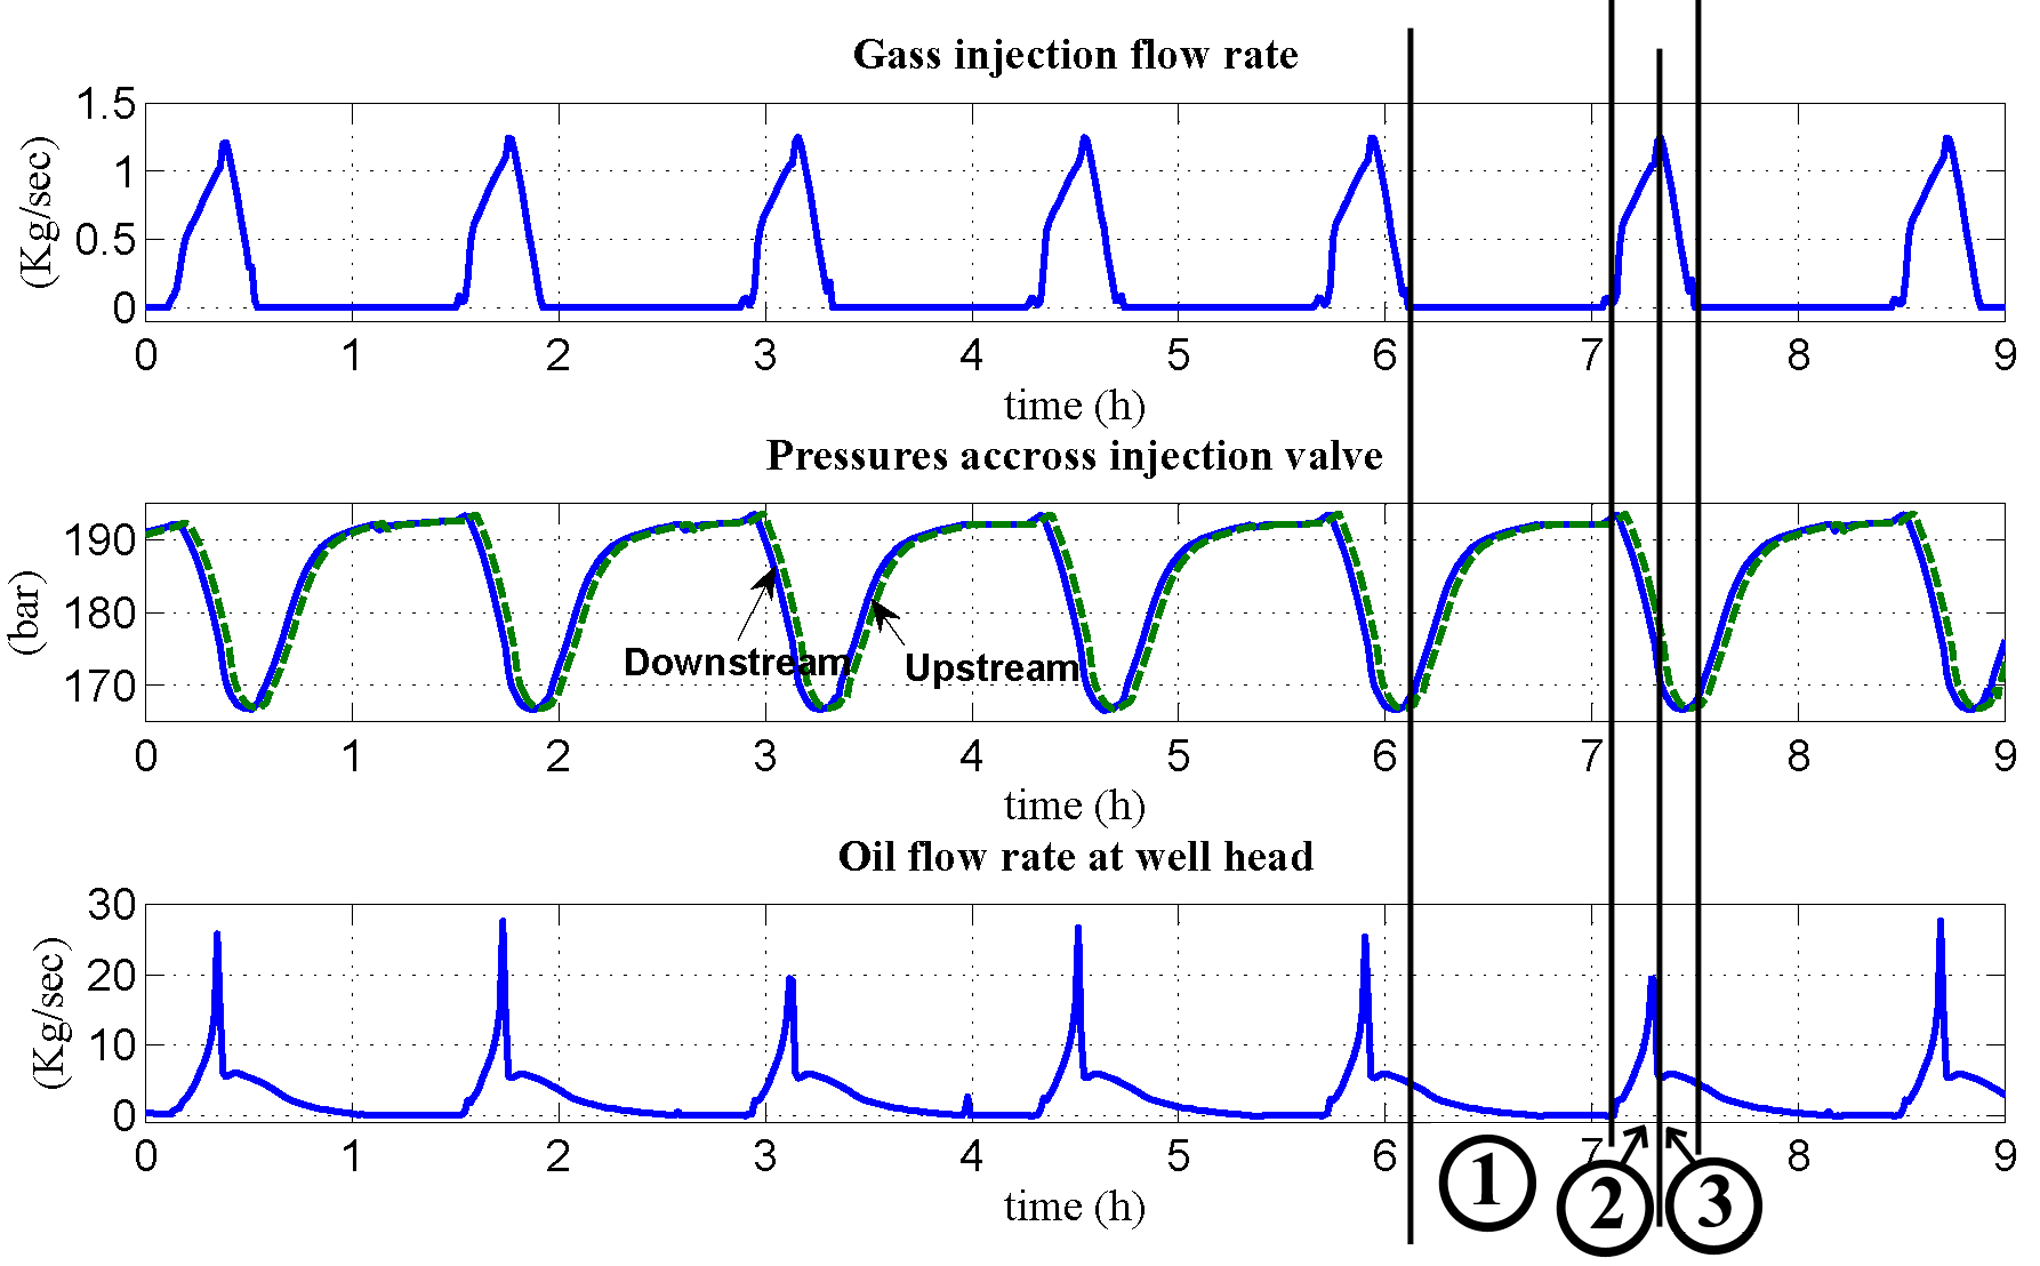 Gass injection flow rate
1.5
1
0.5
0
(Kg/sec)
0 1 2 3 4 5 6 7 8 9
time (h)
Pressures accross injection valve
190
180
170
(bar)
Downstream
Upstream
0 1 2 3 4 5 6 7 8 9
time (h)
Oil flow rate at well head
30
20
10
0
(Kg/sec)
0 1 2 3 4 5 6 7 8 9
time (h)
1
2
3